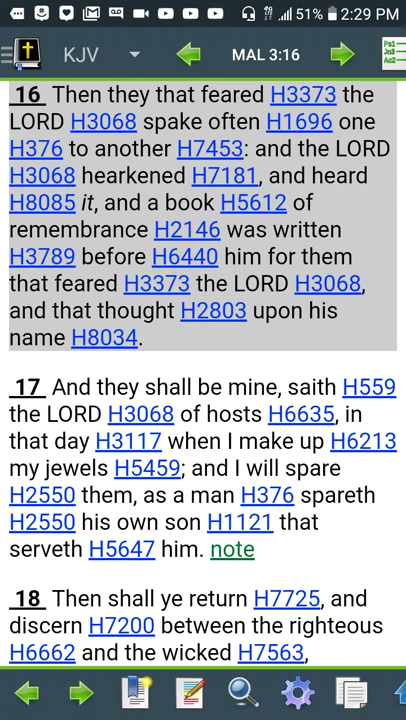 51% 2:29 PM
KJV MAL 3:16
Ps1
Jn3
Ac2
16 Then they that feared H3373 the
LORD H3068 spake often H1696 one
H376 to another H7453: and the LORD
H3068 hearkened H7181, and heard
H8085 it, and a book H5612 of
remembrance H2146 was written
H3789 before H6440 him for them
that feared H3373 the LORD H3068,
and that thought H2803 upon his
name H8034.
17 And they shall be mine, saith H559
the LORD H3068 of hosts H6635, in
that day H3117 when I make up H6213
my jewels H5459; and I will spare
H2550 them, as a man H376 spareth
H2550 his own son H1121 that
serveth H5647 him. note
18 Then shall ye return H7725, and
discern H7200 between the righteous
H6662 and the wicked H7563,